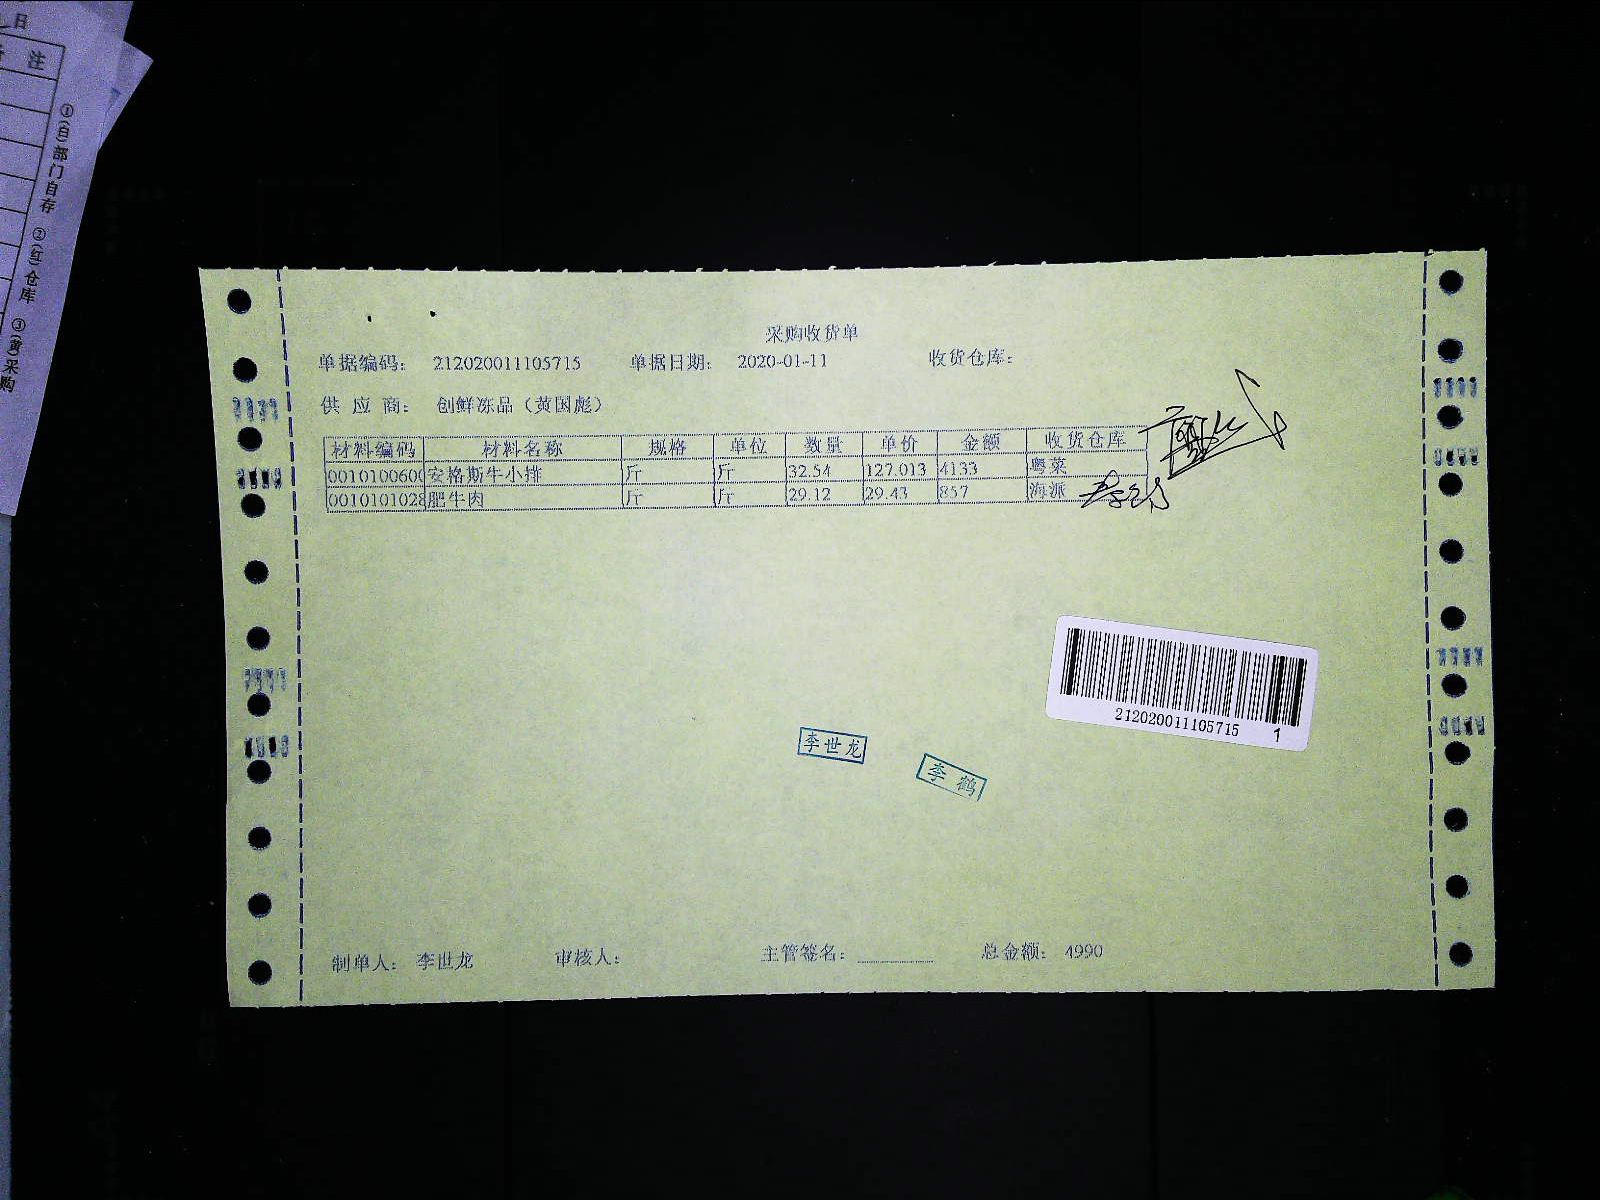 日
注
①(白)部门自存 ②(红)仓库 ③(黄)采购
采购收货单
单据编码: 212020011105715 单据日期: 2020-01-11 收货仓库:
供 应 商: 创鲜冻品（黄国彪）
材料编码 材料名称 规格 单位 数量 单价 金额 收货仓库
0010100600 安格斯牛小排 斤 斤 32.54 127.013 4133 粤菜
0010101028 肥牛肉 斤 斤 29.12 29.43 857 海派
212020011105715 1
李世龙
李鹤
制单人: 李世龙 审核人: 主管签名: 总金额: 4990